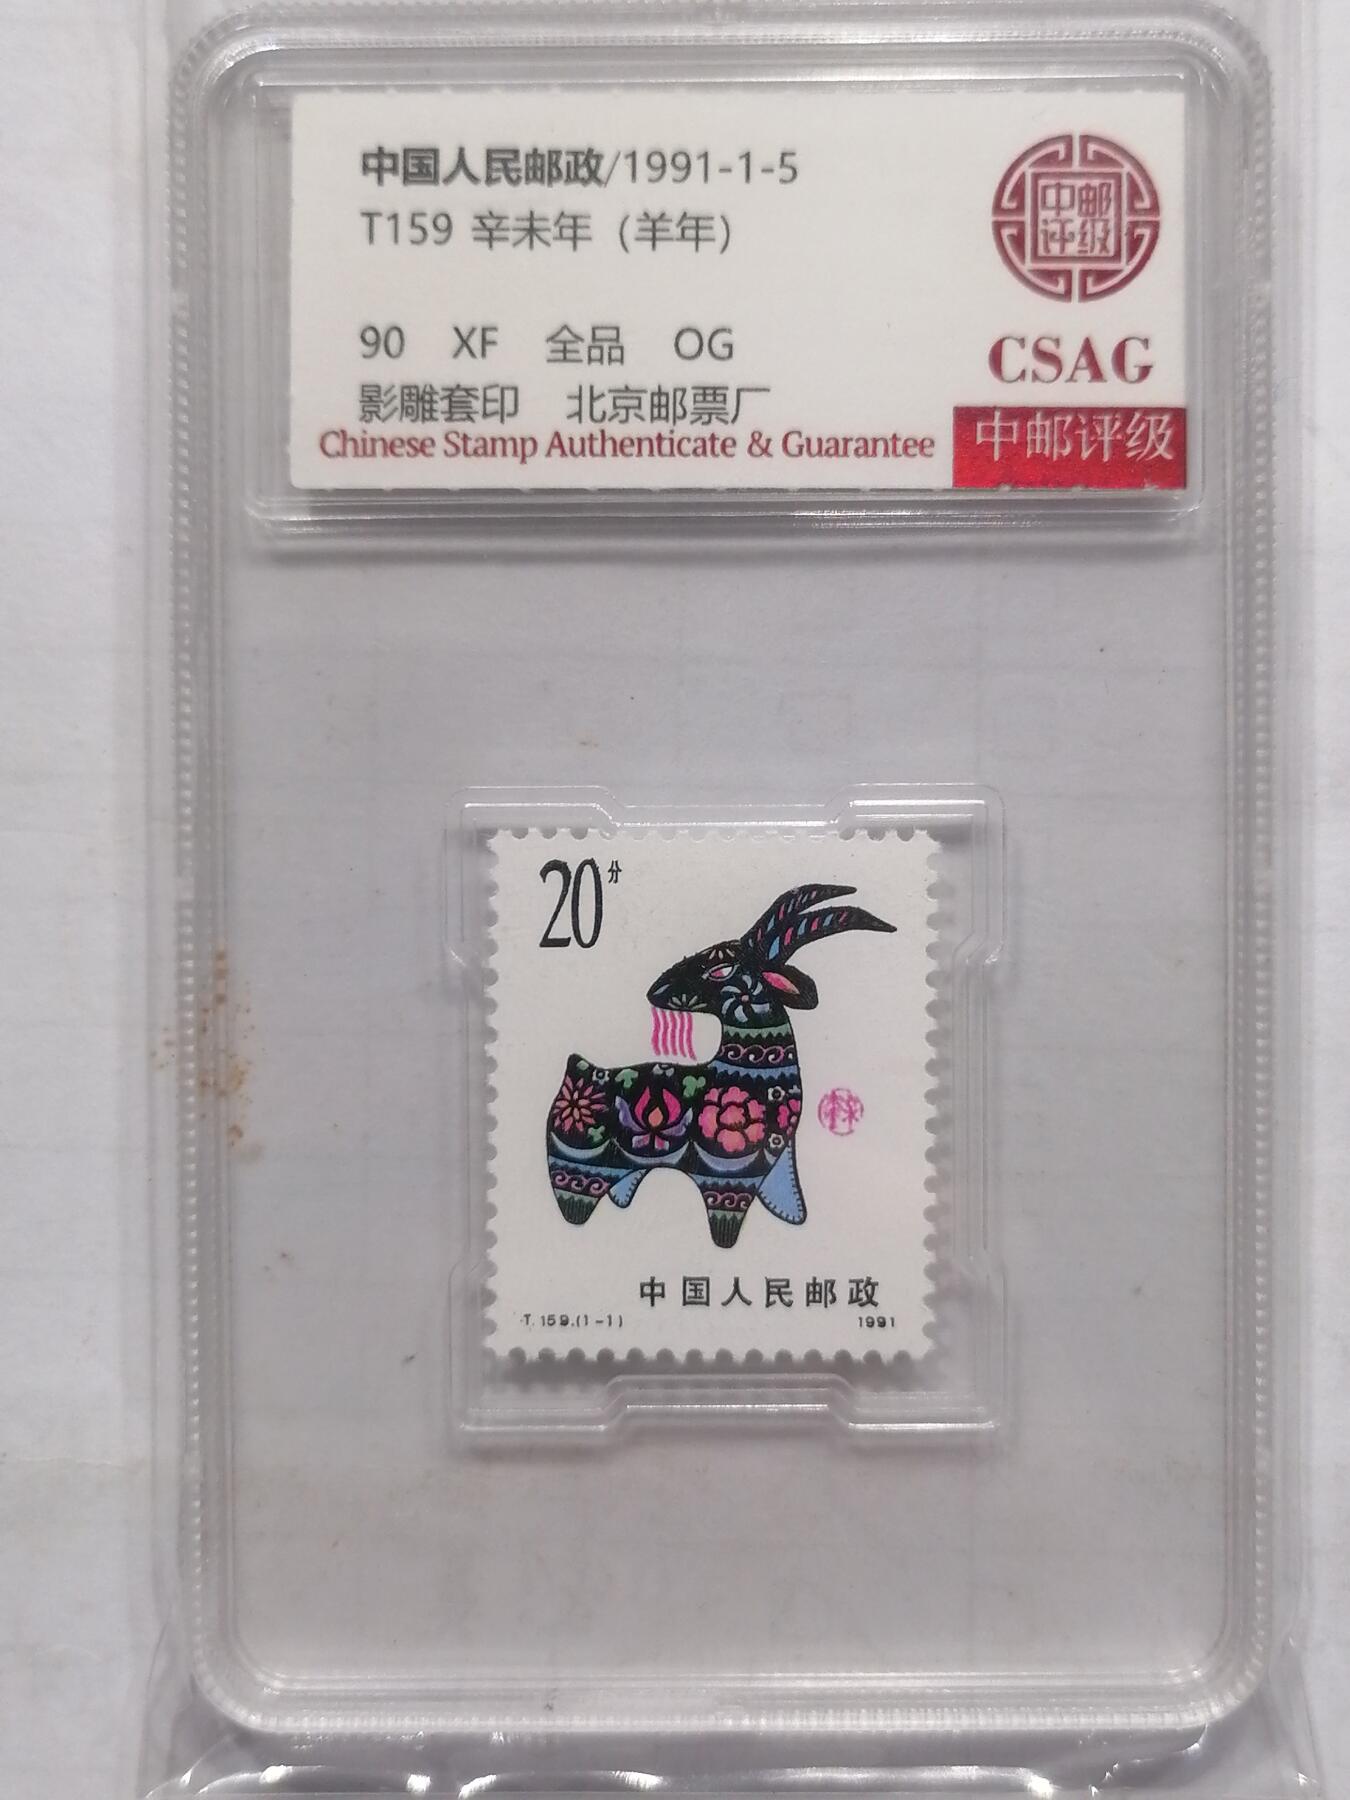 中国人民邮政/1991-1-5
T159 辛未年（羊年）
90 XF 全品 OG
影雕套印 北京邮票厂
Chinese Stamp Authenticate & Guarantee
中邮
评级
CSAG
中邮评级
20分
中国人民邮政
T.159.(1-1)
1991